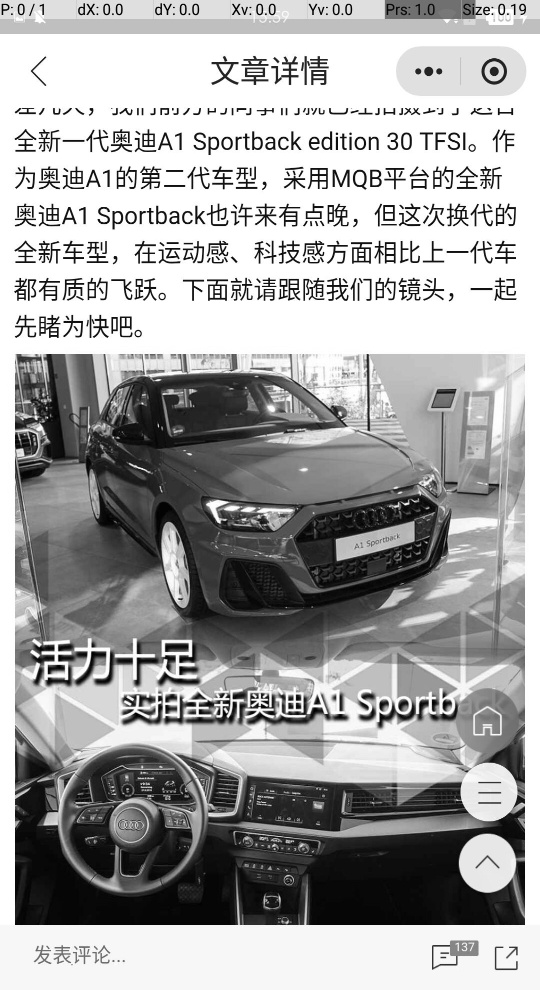 P: 0 / 1 dX: 0.0 dY: 0.0 Xv: 0.0 Yv: 0.0 Prs: 1.0 Size: 0.19
13:59
文章详情
全新一代奥迪A1 Sportback edition 30 TFSI。作
为奥迪A1的第二代车型，采用MQB平台的全新
奥迪A1 Sportback也许来有点晚，但这次换代的
全新车型，在运动感、科技感方面相比上一代车
都有质的飞跃。下面就请跟随我们的镜头，一起
先睹为快吧。
A1 Sportback
活力十足
实拍全新奥迪A1 Sportb
发表评论...
137